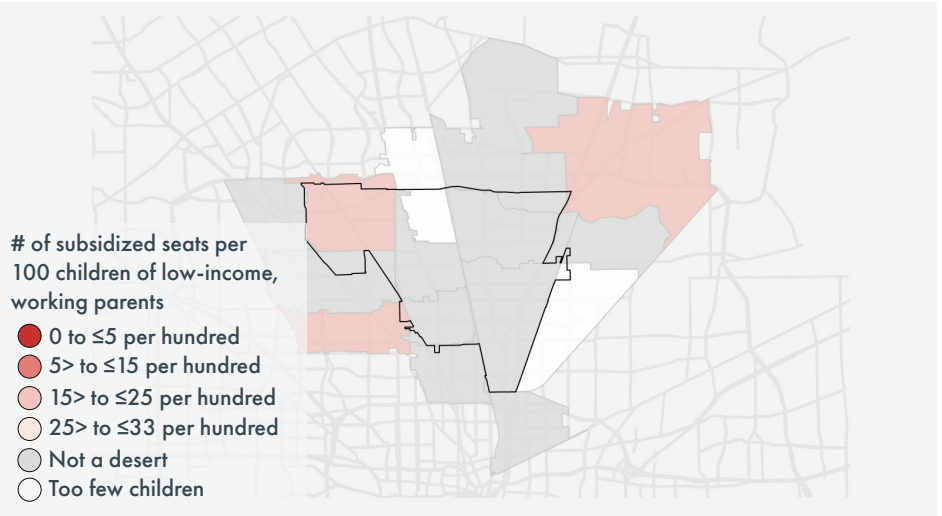 # of subsidized seats per
100 children of low-income,
working parents
0 to ≤5 per hundred
5> to ≤15 per hundred
15> to ≤25 per hundred
25> to ≤33 per hundred
Not a desert
Too few children